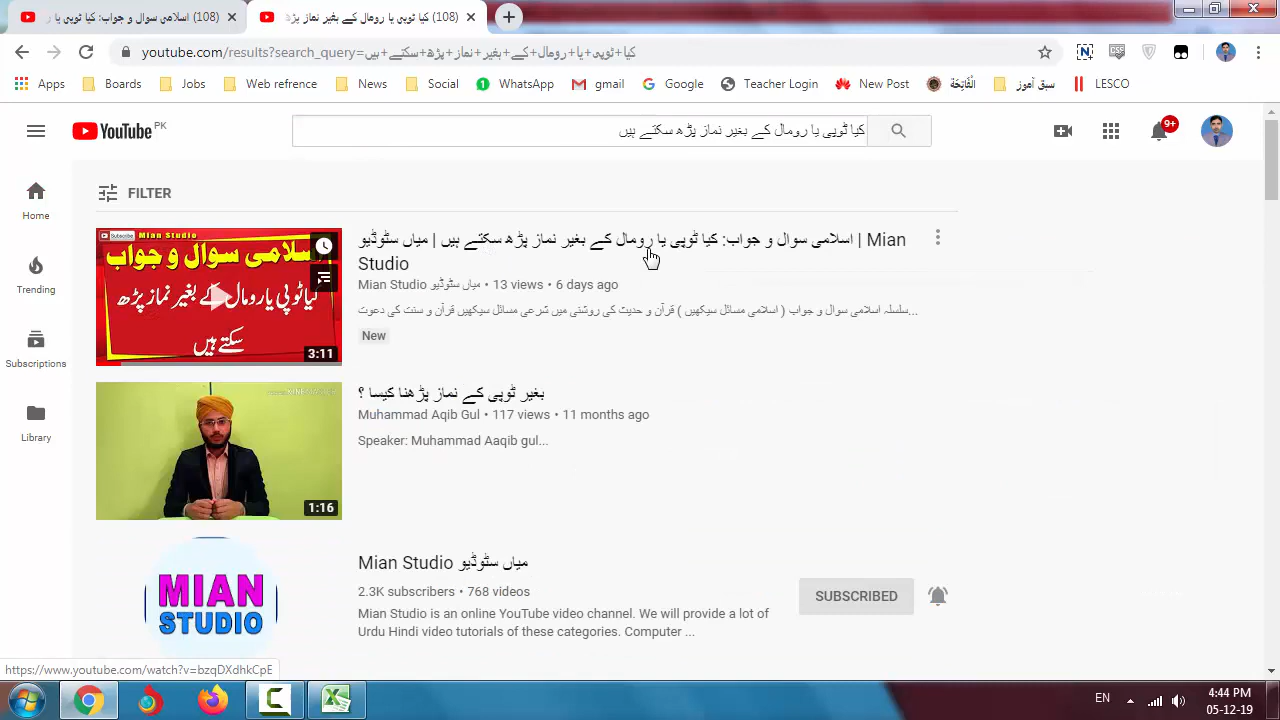 (108) اسلامی سوال و جواب: کیا ٹوپی یا ر
(108) کیا ٹوپی یا رومال کے بغیر نماز پڑھ
youtube.com/results?search_query=کیا+ٹوپی+یا+رومال+کے+بغیر+نماز+پڑھ+سکتے+ہیں
Apps Boards Jobs Web refrence News Social WhatsApp gmail Google Teacher Login New Post الْفَاتِحَة سبق آموز LESCO
YouTube PK
کیا ٹوپی یا رومال کے بغیر نماز پڑھ سکتے ہیں
9+
Home
Trending
Subscriptions
Library
FILTER
Subscribe Mian Studio
اسلامی سوال و جواب
کیا ٹوپی یا رومال کے بغیر نماز پڑھ
سکتے ہیں
3:11
اسلامی سوال و جواب: کیا ٹوپی یا رومال کے بغیر نماز پڑھ سکتے ہیں | میاں سٹوڈیو | Mian
Studio
Mian Studio میاں سٹوڈیو • 13 views • 6 days ago
سلسلہ اسلامی سوال و جواب ( اسلامی مسائل سیکھیں ) قرآن و حدیث کی روشنی میں شرعی مسائل سیکھیں قرآن و سنت کی دعوت...
New
1:16
بغیر ٹوپی کے نماز پڑھنا کیسا ؟
Muhammad Aqib Gul • 117 views • 11 months ago
Speaker: Muhammad Aaqib gul...
MIAN
STUDIO
Mian Studio میاں سٹوڈیو
2.3K subscribers • 768 videos
Mian Studio is an online YouTube video channel. We will provide a lot of
Urdu Hindi video tutorials of these categories. Computer ...
SUBSCRIBED
https://www.youtube.com/watch?v=bzqDXdhkCpE
EN
4:44 PM
05-12-19